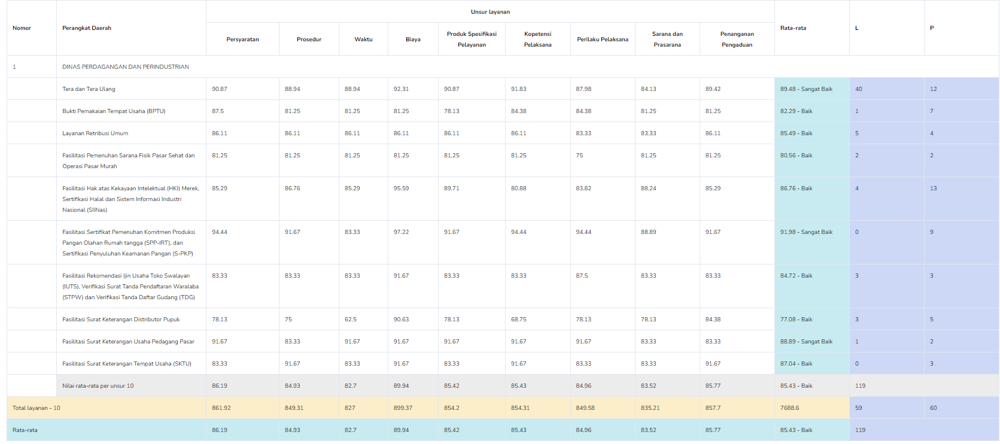 Nomor Perangkat Daerah Unsur layanan Rata-rata L P
Persyaratan Prosedur Waktu Biaya Produk Spesifikasi Pelayanan Kopetensi Pelaksana Perilaku Pelaksana Sarana dan Prasarana Penanganan Pengaduan
1 DINAS PERDAGANGAN DAN PERINDUSTRIAN
Tera dan Tera Ulang 90.87 88.94 88.94 92.31 90.87 91.83 87.98 84.13 89.42 89.48 - Sangat Baik 40 12
Bukti Pemakaian Tempat Usaha (BPTU) 87.5 81.25 81.25 81.25 78.13 84.38 84.38 81.25 81.25 82.29 - Baik 1 7
Layanan Retribusi Umum 86.11 86.11 86.11 86.11 86.11 86.11 83.33 83.33 86.11 85.49 - Baik 5 4
Fasilitasi Pemenuhan Sarana Fisik Pasar Sehat dan 81.25 81.25 81.25 81.25 81.25 81.25 75 81.25 81.25 80.56 - Baik 2 2
Operasi Pasar Murah
Fasilitasi Hak atas Kekayaan Intelektual (HKI) Merek, 85.29 86.76 85.29 95.59 89.71 80.88 83.82 88.24 85.29 86.76 - Baik 4 13
Sertifikasi Halal dan Sistem Informasi Industri
Nasional (SIINas)
Fasilitasi Sertifikat Pemenuhan Komitmen Produksi 94.44 91.67 83.33 97.22 91.67 94.44 94.44 88.89 91.67 91.98 - Sangat Baik 0 9
Pangan Olahan Rumah tangga (SPP-IRT), dan
Sertifikasi Penyuluhan Keamanan Pangan (S-PKP)
Fasilitasi Rekomendasi Ijin Usaha Toko Swalayan 83.33 83.33 83.33 91.67 83.33 83.33 87.5 83.33 83.33 84.72 - Baik 3 3
(IUTS), Verifikasi Surat Tanda Pendaftaran Waralaba
(STPW) dan Verifikasi Tanda Daftar Gudang (TDG)
Fasilitasi Surat Keterangan Distributor Pupuk 78.13 75 62.5 90.63 78.13 68.75 78.13 78.13 84.38 77.08 - Baik 3 5
Fasilitasi Surat Keterangan Usaha Pedagang Pasar 91.67 83.33 91.67 91.67 91.67 91.67 91.67 83.33 83.33 88.89 - Sangat Baik 1 2
Fasilitasi Surat Keterangan Tempat Usaha (SKTU) 83.33 91.67 83.33 91.67 83.33 91.67 83.33 83.33 91.67 87.04 - Baik 0 3
Nilai rata-rata per unsur 10 86.19 84.93 82.7 89.94 85.42 85.43 84.96 83.52 85.77 85.43 - Baik 119
Total layanan - 10 861.92 849.31 827 899.37 854.2 854.31 849.58 835.21 857.7 7688.6 59 60
Rata-rata 86.19 84.93 82.7 89.94 85.42 85.43 84.96 83.52 85.77 85.43 - Baik 119